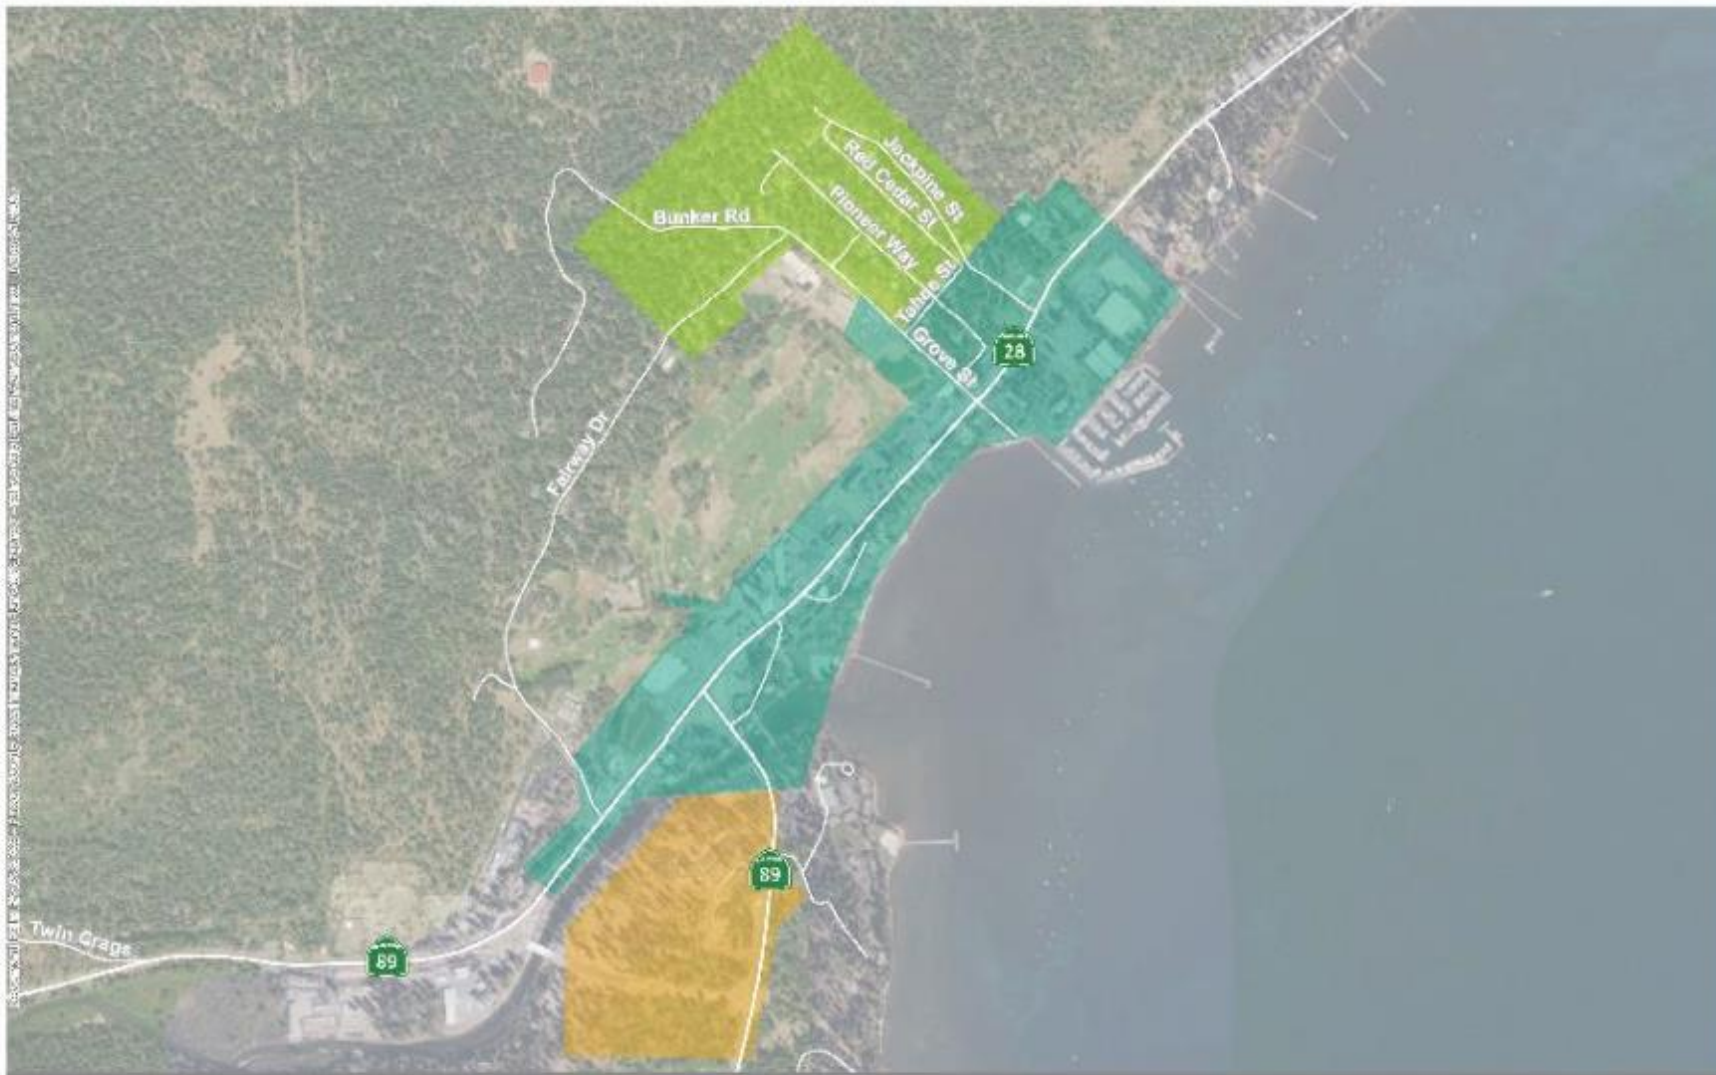 Jackpine St
Red Cedar St
Pioneer Way
Bunker Rd
Tahoe St
Grove St
28
Fairway Dr
89
Twin Crags
89